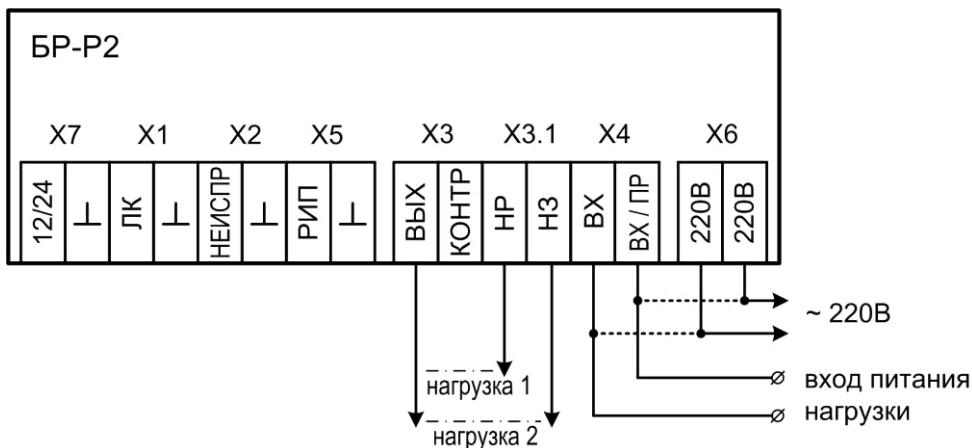 БР-Р2
X7 X1 X2 X5 X3 X3.1 X4 X6
12/24 ⊥ ЛК ⊥ НЕИСПР ⊥ РИП ⊥ ВЫХ КОНТР НР НЗ ВХ ВХ / ПР 220В 220В
~ 220В
нагрузка 1
вход питания
нагрузки
нагрузка 2